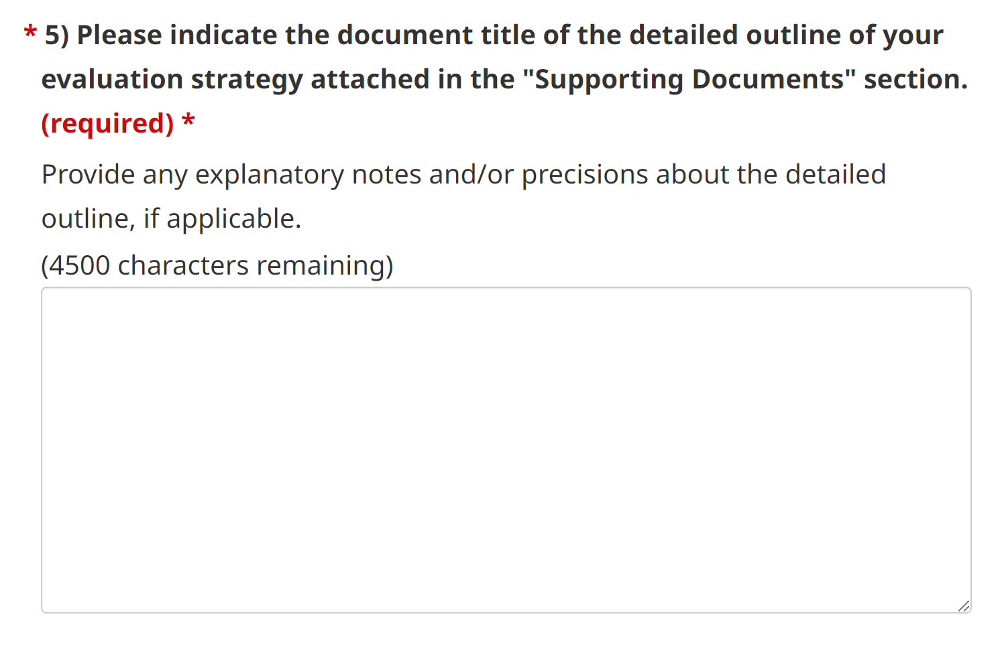 * 5) Please indicate the document title of the detailed outline of your
evaluation strategy attached in the "Supporting Documents" section.
(required) *
Provide any explanatory notes and/or precisions about the detailed
outline, if applicable.
(4500 characters remaining)